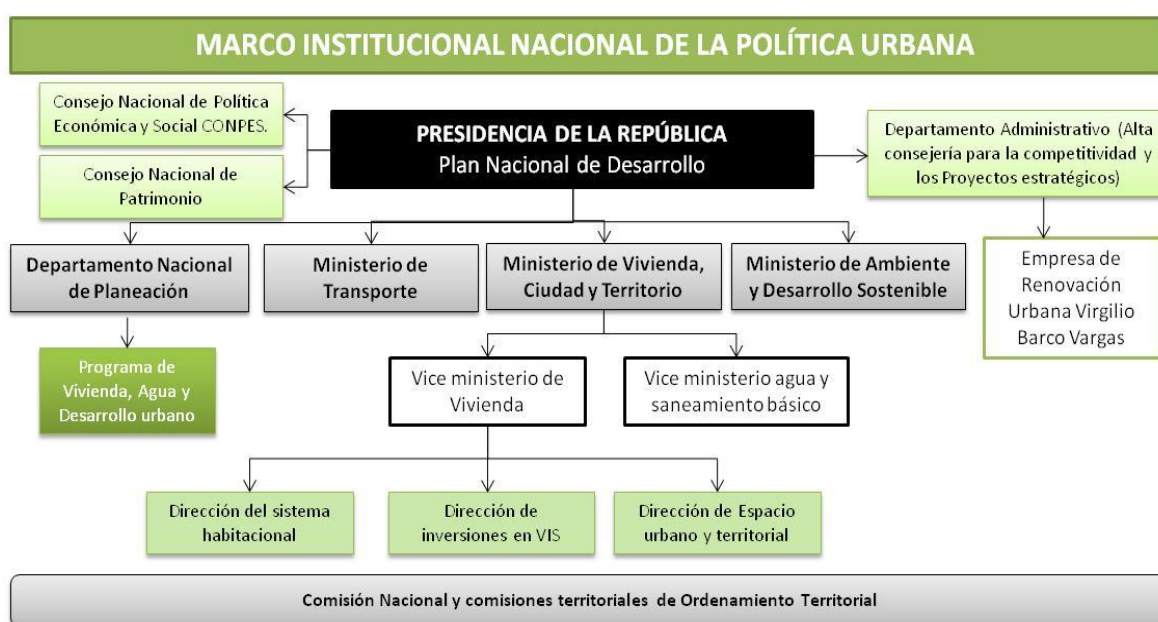 MARCO INSTITUCIONAL NACIONAL DE LA POLÍTICA URBANA
Consejo Nacional de Política
Económica y Social CONPES.
Consejo Nacional de
Patrimonio
PRESIDENCIA DE LA REPÚBLICA
Plan Nacional de Desarrollo
Departamento Administrativo (Alta
consejería para la competitividad y
los Proyectos estratégicos)
Departamento Nacional
de Planeación
Ministerio de
Transporte
Ministerio de Vivienda,
Ciudad y Territorio
Ministerio de Ambiente
y Desarrollo Sostenible
Empresa de
Renovación
Urbana Virgilio
Barco Vargas
Programa de
Vivienda, Agua y
Desarrollo urbano
Vice ministerio de
Vivienda
Vice ministerio agua y
saneamiento básico
Dirección del sistema
habitacional
Dirección de
inversiones en VIS
Dirección de Espacio
urbano y territorial
Comisión Nacional y comisiones territoriales de Ordenamiento Territorial